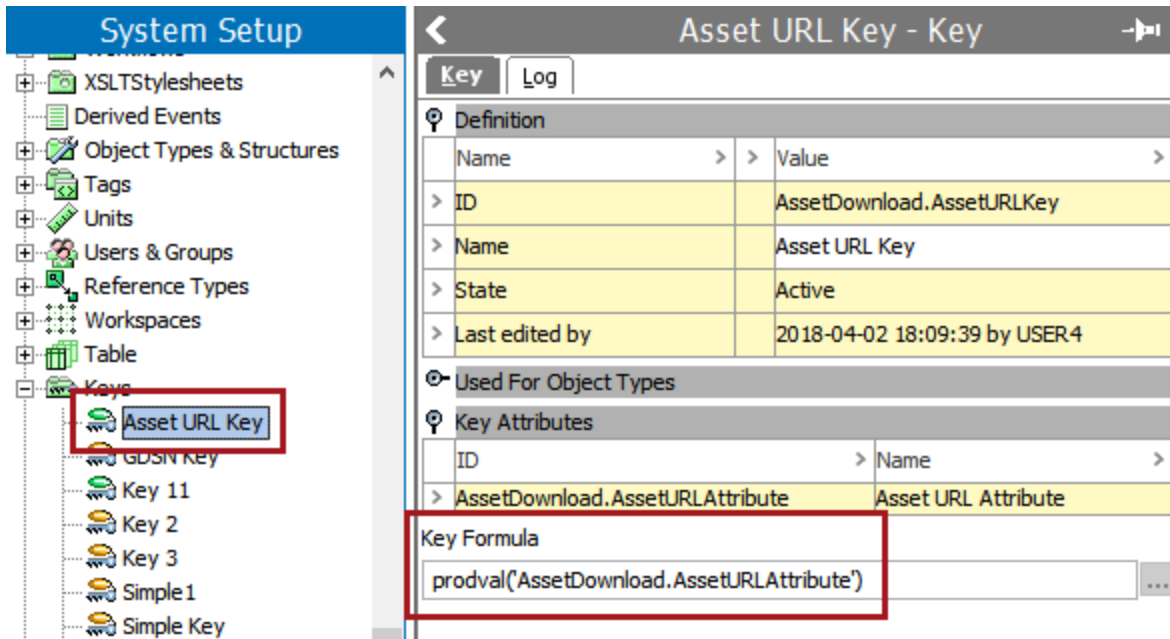 System Setup
Workflows
XSLTStylesheets
Derived Events
Object Types & Structures
Tags
Units
Users & Groups
Reference Types
Workspaces
Table
Keys
Asset URL Key
GDSN Key
Key 11
Key 2
Key 3
Simple1
Simple Key
Asset URL Key - Key
Key Log
Definition
Name > > Value >
> ID AssetDownload.AssetURLKey
> Name Asset URL Key
> State Active
> Last edited by 2018-04-02 18:09:39 by USER4
Used For Object Types
Key Attributes
ID > Name >
> AssetDownload.AssetURLAttribute Asset URL Attribute
Key Formula
prodval('AssetDownload.AssetURLAttribute')
...